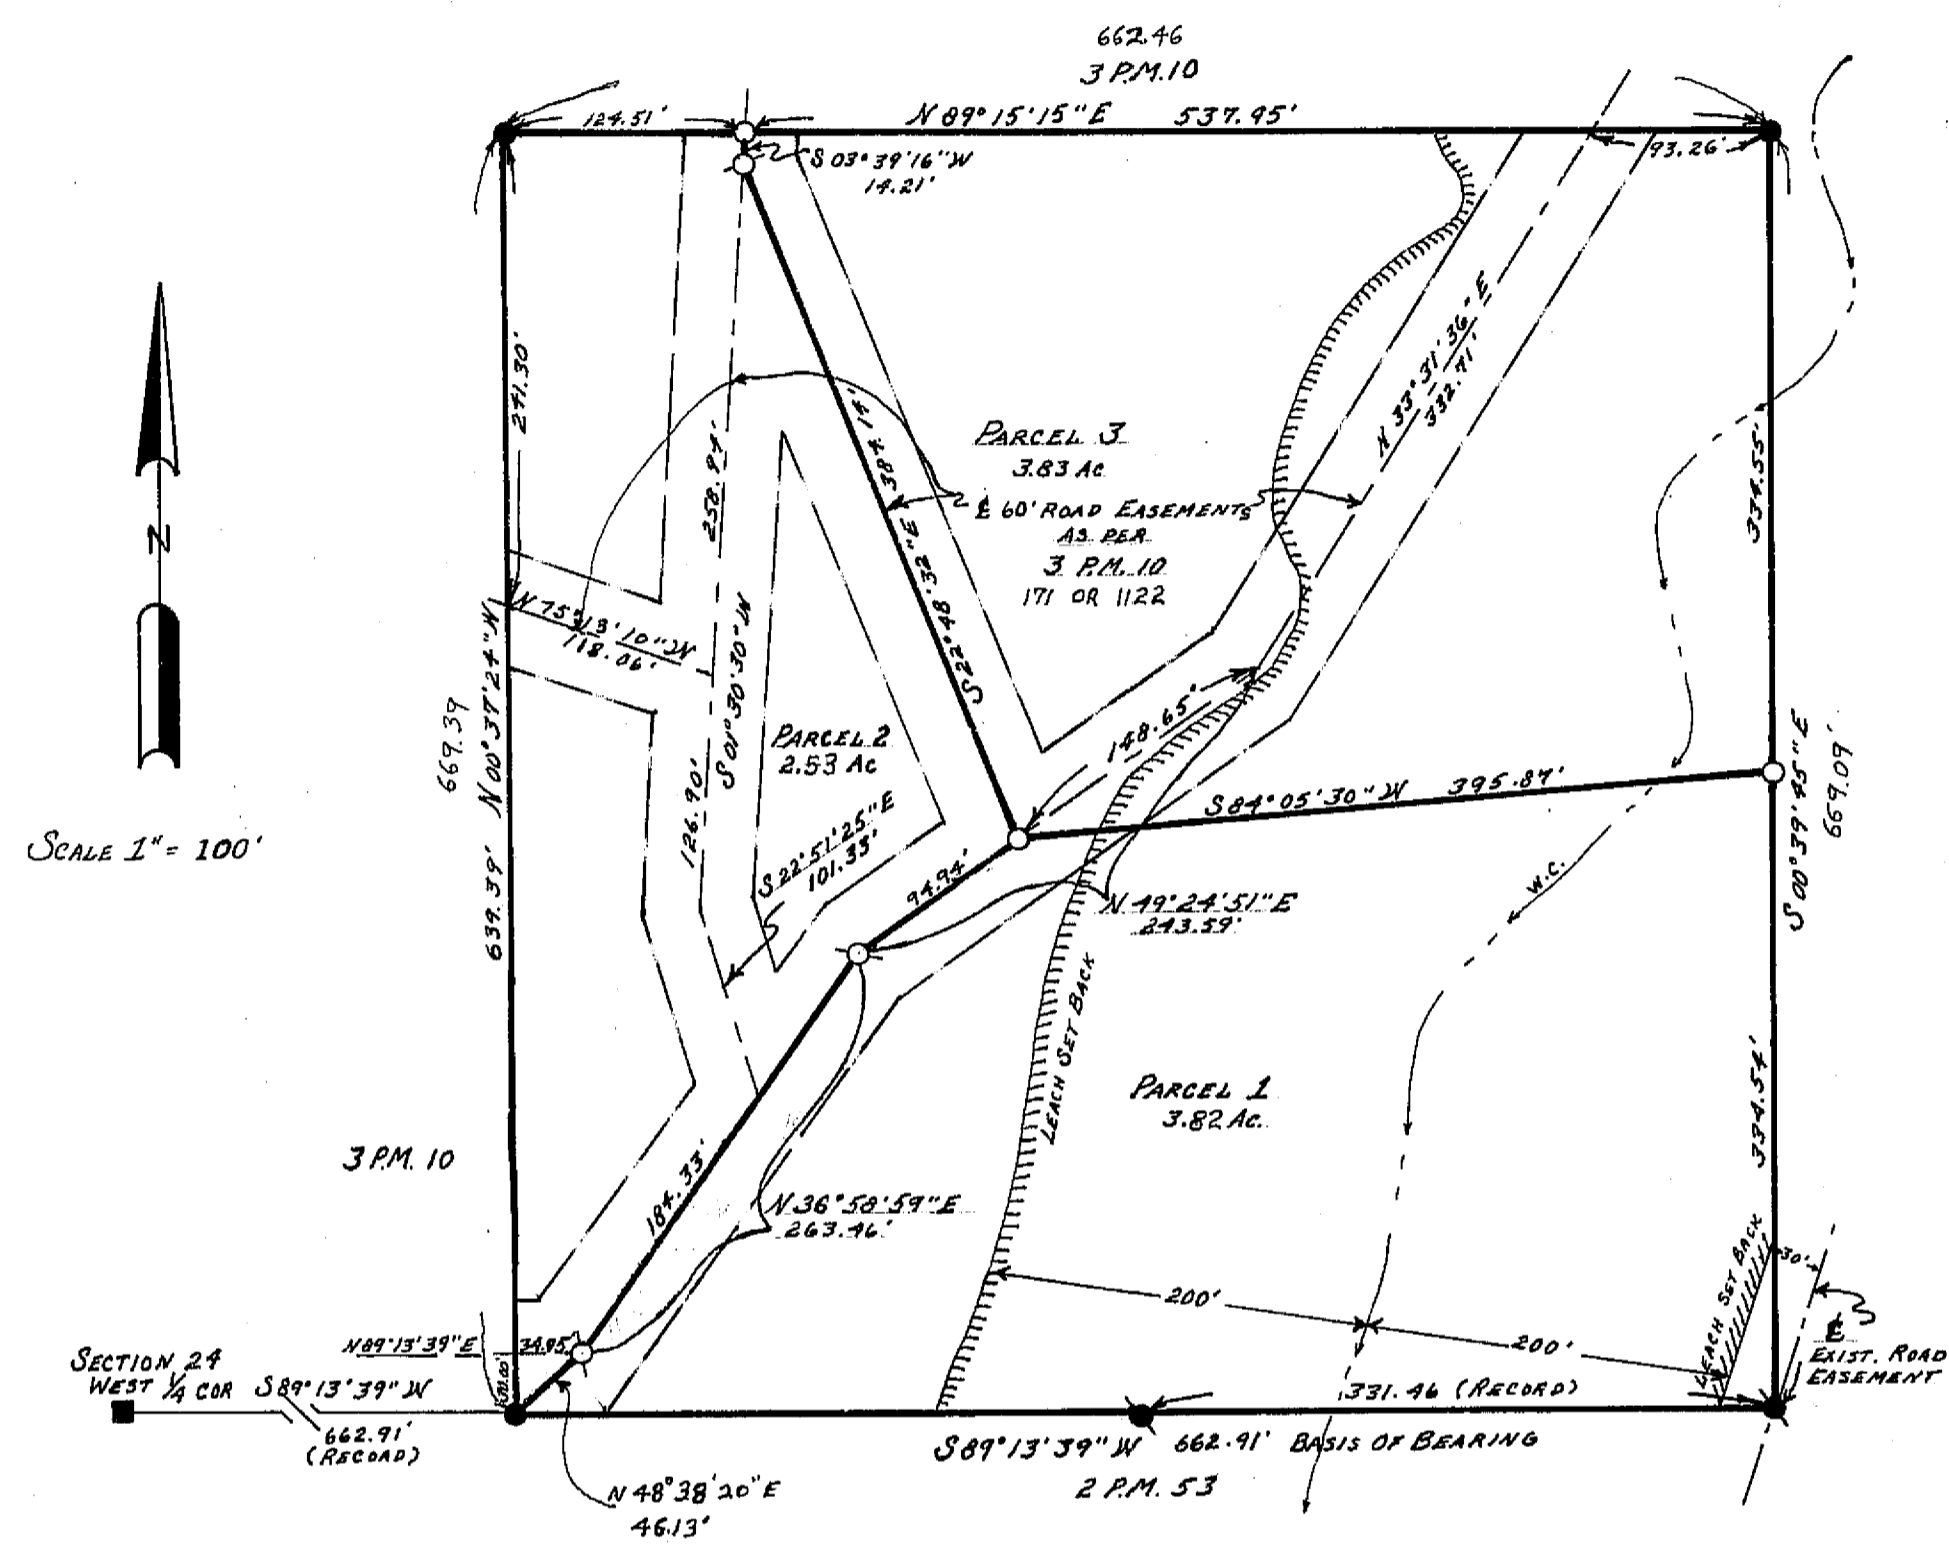 662.46
3 P.M. 10
124.51'
N 89° 15' 15" E 537.95'
93.26'
S 03° 39' 16" W
14.21'
241.30'
N 33° 31' 36" E
332.71'
384.14'
S 22° 48' 32" E
258.94'
PARCEL 3
3.83 Ac
℄ 60' ROAD EASEMENTS
AS PER
3 P.M. 10
171 OR 1122
334.55'
N
N 75° 13' 10" W
118.06'
S 01° 30' 30" W
148.65'
PARCEL 2
2.53 Ac
669.39
N 00° 37' 24" W
639.39'
S 00° 39' 45" E
669.09'
S 84° 05' 30" W 395.87'
SCALE 1" = 100'
126.90'
S 22° 51' 25" E
101.33'
94.94'
W.C.
N 49° 24' 51" E
243.59'
LEACH SET BACK
PARCEL 1
3.82 Ac.
334.54'
3 P.M. 10
184.33'
N 36° 58' 59" E
263.46'
LEACH SET BACK
30'
200'
200'
℄
EXIST. ROAD
EASEMENT
N 89° 13' 39" E 34.85'
SECTION 24
WEST 1/4 COR
S 89° 13' 39" W
662.91'
(RECORD)
331.46 (RECORD)
S 89° 13' 39" W 662.91' BASIS OF BEARING
2 P.M. 53
N 48° 38' 20" E
46.13'